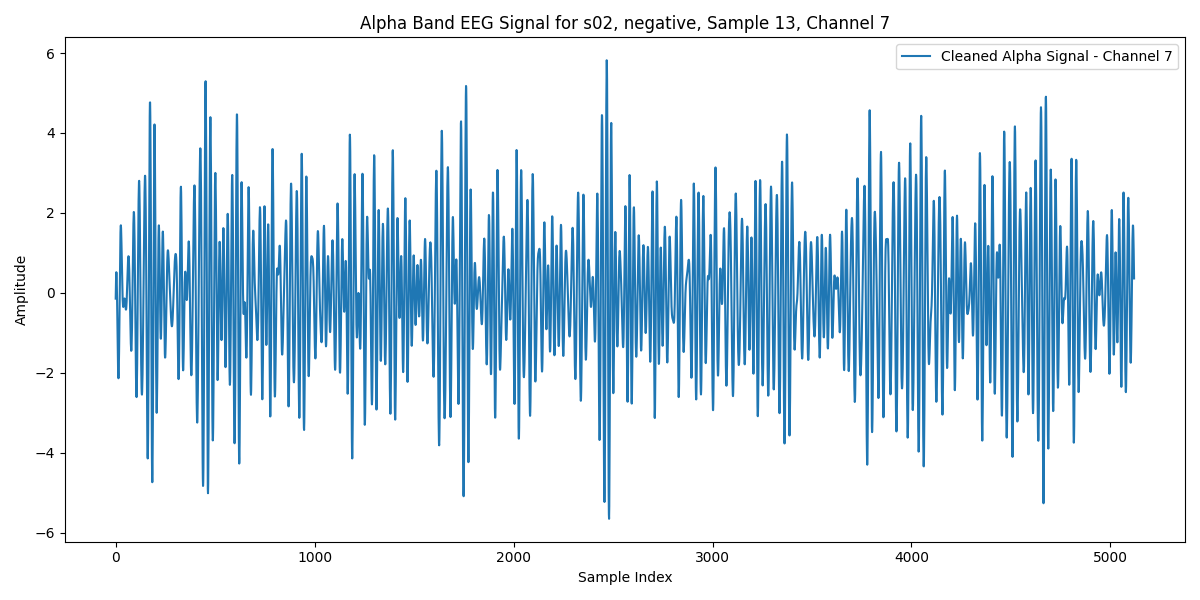 Alpha Band EEG Signal for s02, negative, Sample 13, Channel 7
Cleaned Alpha Signal - Channel 7
Amplitude
6
4
2
0
−2
−4
−6
0 1000 2000 3000 4000 5000
Sample Index